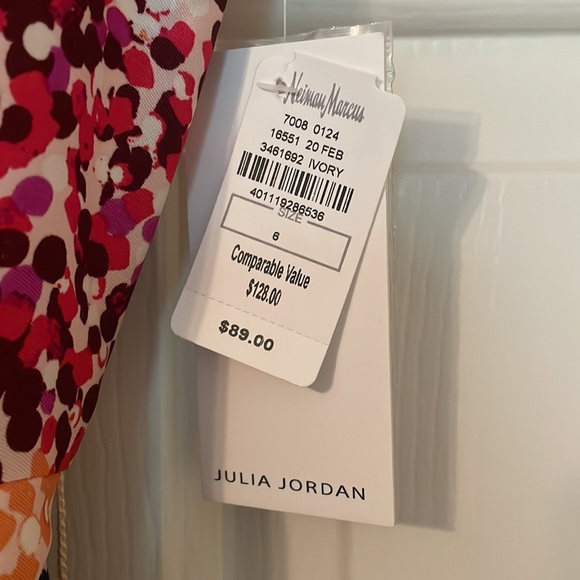 Neiman Marcus
7008 0124
16551 20 FEB
3461692 IVORY
401119286536
SIZE
6
Comparable Value
$128.00
$89.00
JULIA JORDAN